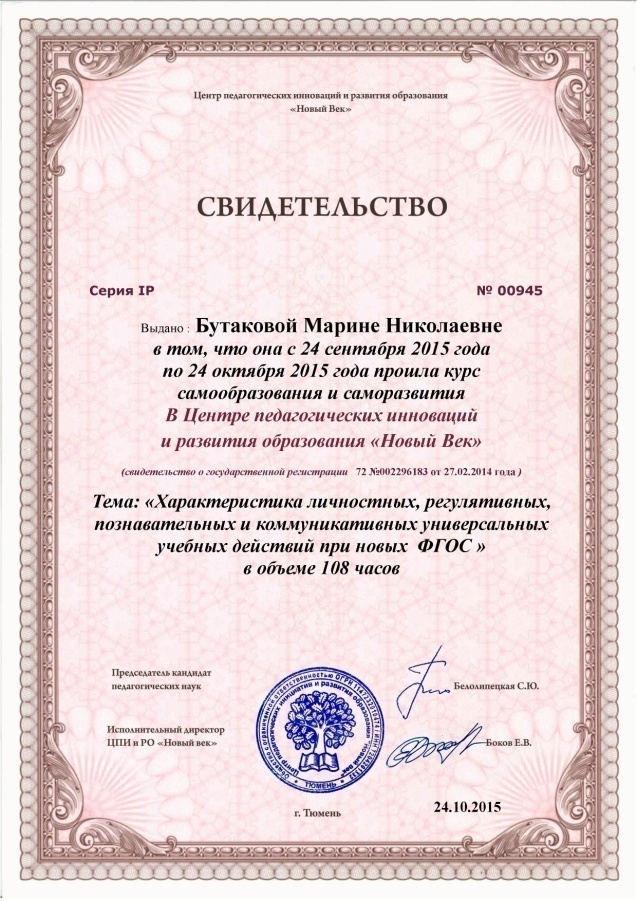 Центр педагогических инноваций и развития образования
«Новый Век»
СВИДЕТЕЛЬСТВО
Серия IP № 00945
Выдано : Бутаковой Марине Николаевне
в том, что она с 24 сентября 2015 года
по 24 октября 2015 года прошла курс
самообразования и саморазвития
В Центре педагогических инноваций
и развития образования «Новый Век»
(свидетельство о государственной регистрации 72 №002296183 от 27.02.2014 года )
Тема: «Характеристика личностных, регулятивных,
познавательных и коммуникативных универсальных
учебных действий при новых ФГОС »
в объеме 108 часов
Председатель кандидат
педагогических наук
Белолипецкая С.Ю.
Исполнительный директор
ЦПИ и РО «Новый век»
Боков Е.В.
ТЮМЕНЬ
г. Тюмень
24.10.2015